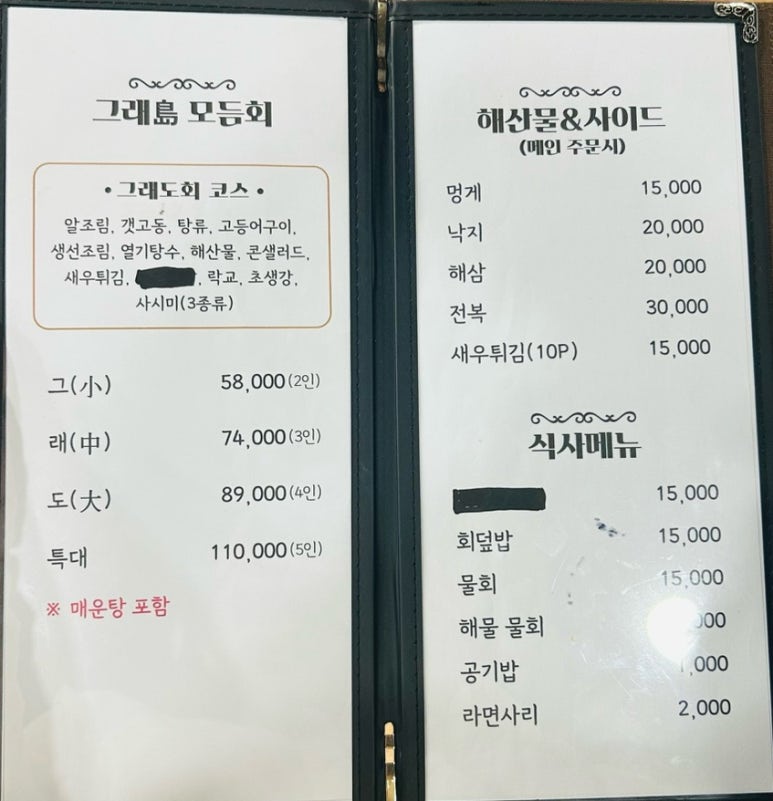 그래島 모듬회
• 그래도회 코스 •
알조림, 갯고동, 탕류, 고등어구이,
생선조림, 열기탕수, 해산물, 콘샐러드,
새우튀김, , 락교, 초생강,
사시미(3종류)
그(小) 58,000(2인)
래(中) 74,000(3인)
도(大) 89,000(4인)
특대 110,000(5인)
※ 매운탕 포함
해산물&사이드
(메인 주문시)
멍게 15,000
낙지 20,000
해삼 20,000
전복 30,000
새우튀김(10P) 15,000
식사메뉴
15,000
회덮밥 15,000
물회 15,000
해물 물회
공기밥 1,000
라면사리 2,000